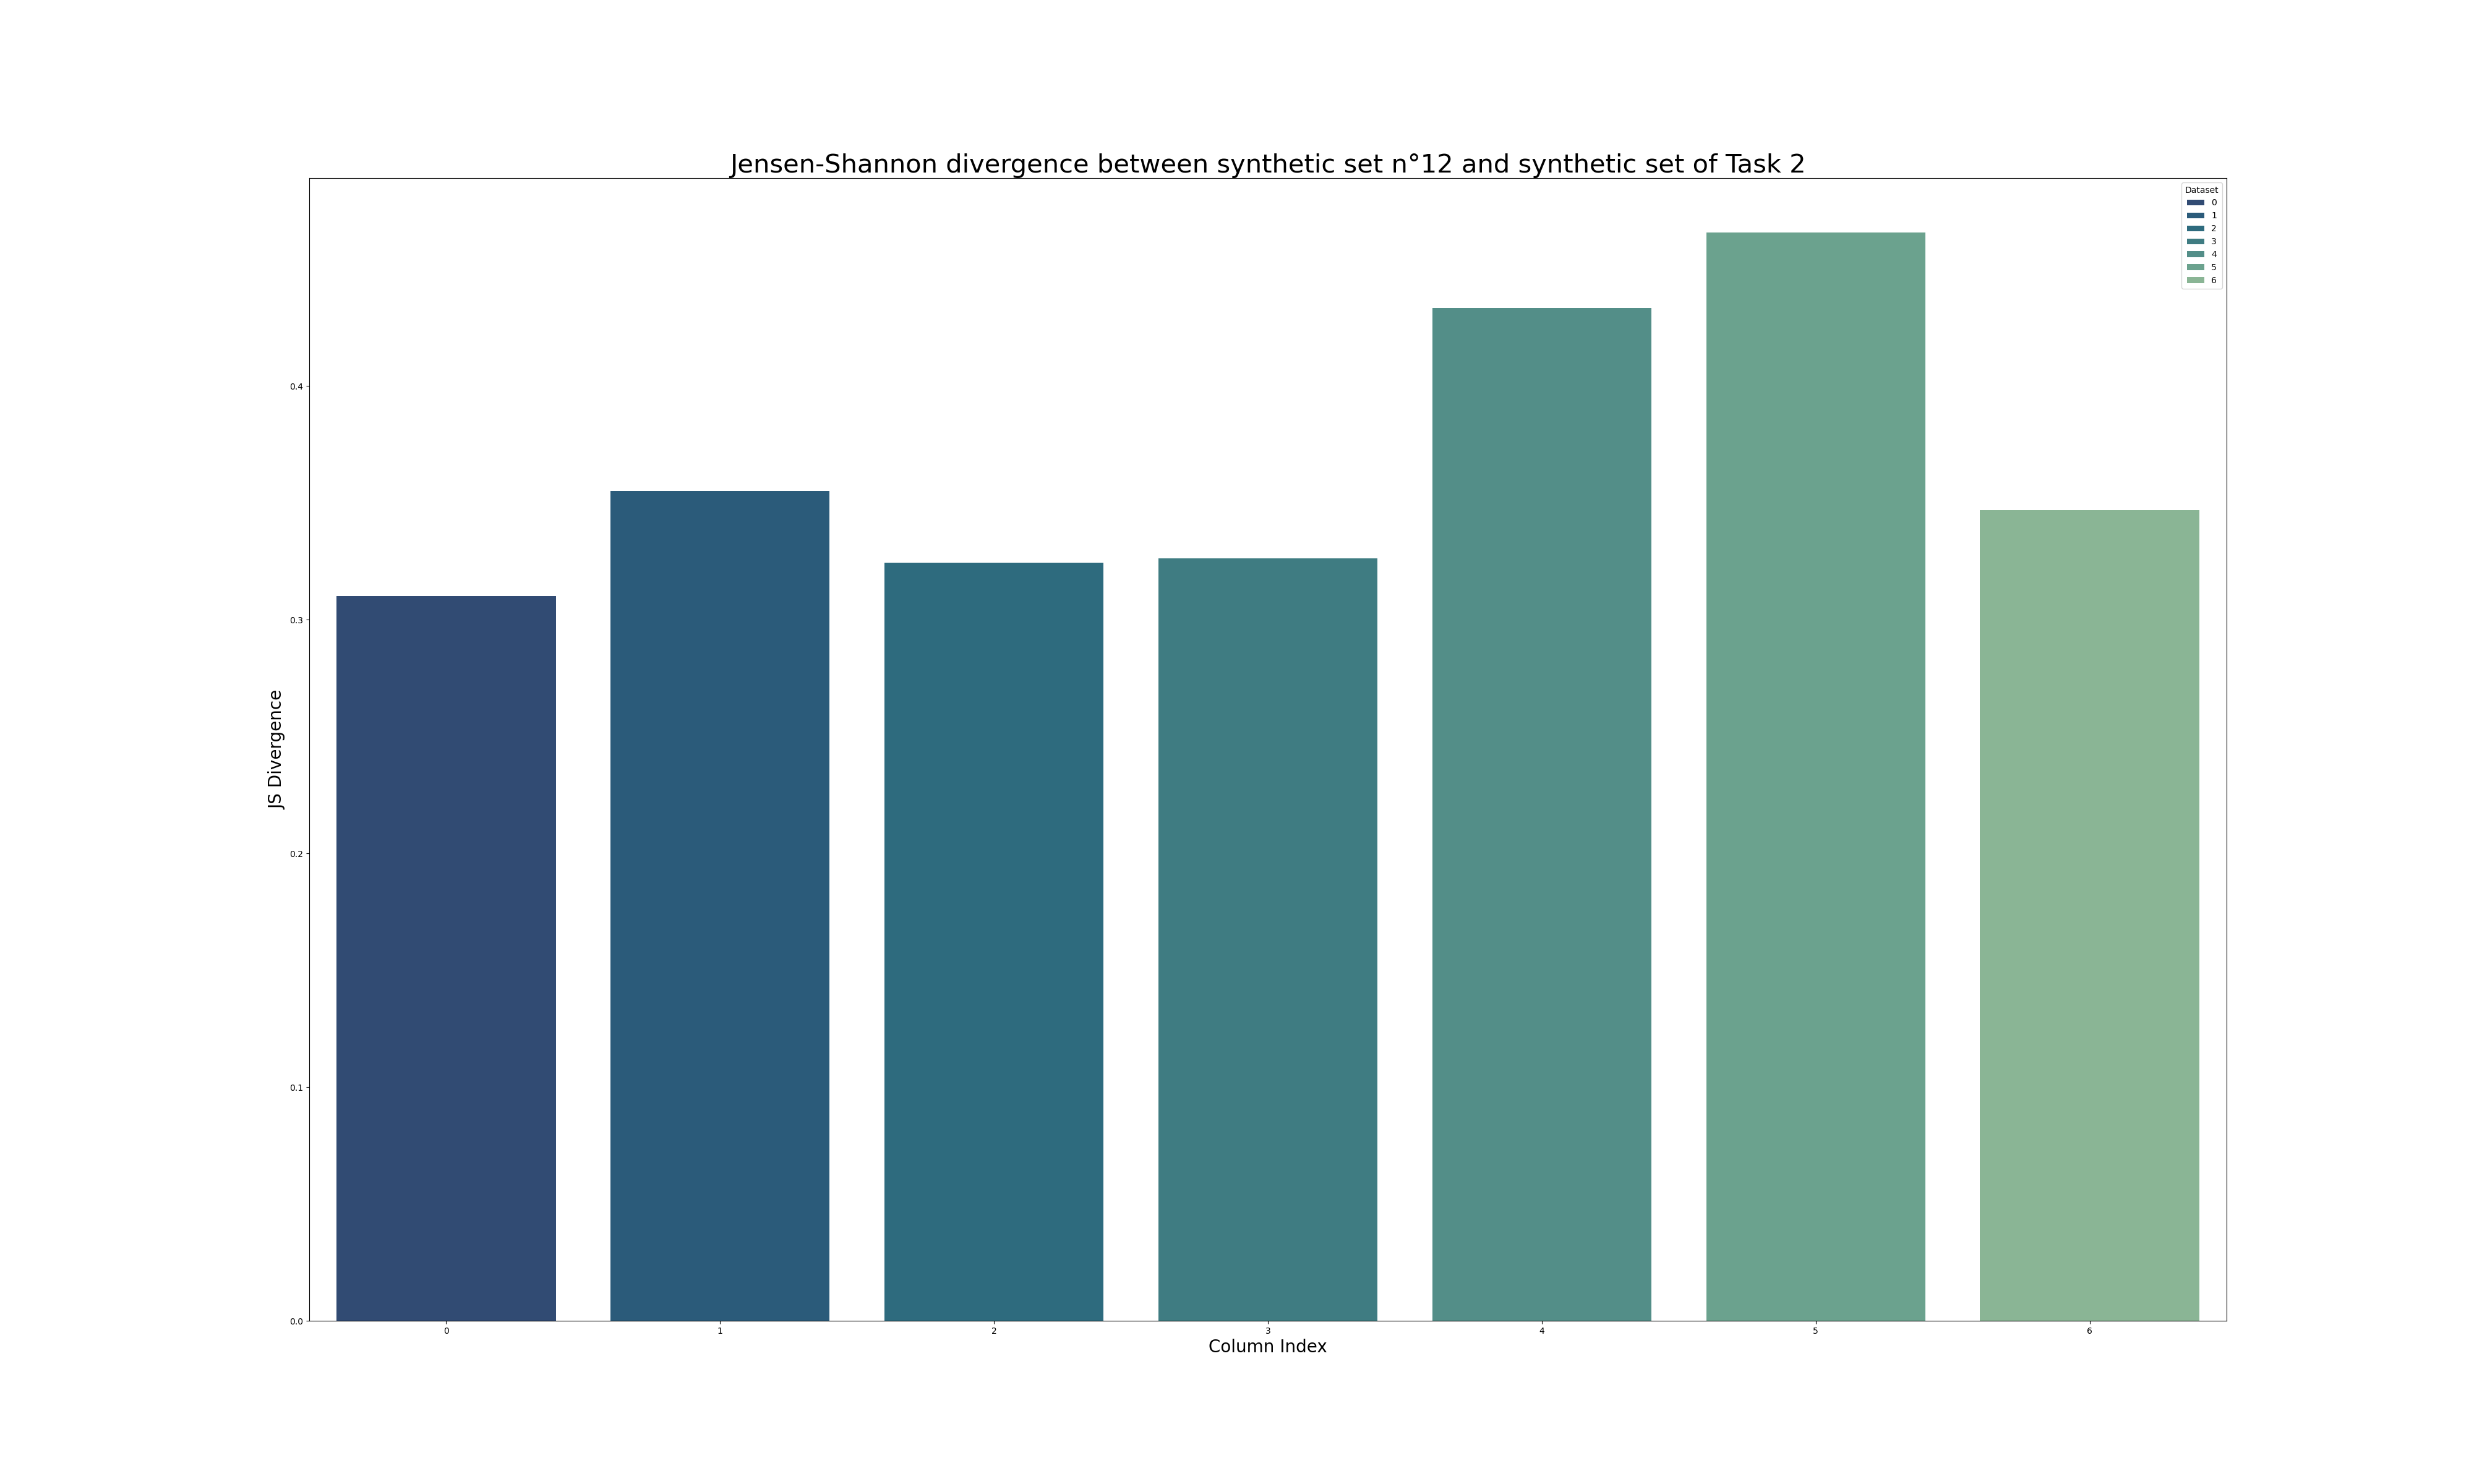 Jensen-Shannon divergence between synthetic set n°12 and synthetic set of Task 2
Dataset
0
1
2
3
4
5
6
0.4
0.3
0.2
0.1
0.0
JS Divergence
0 1 2 3 4 5 6
Column Index